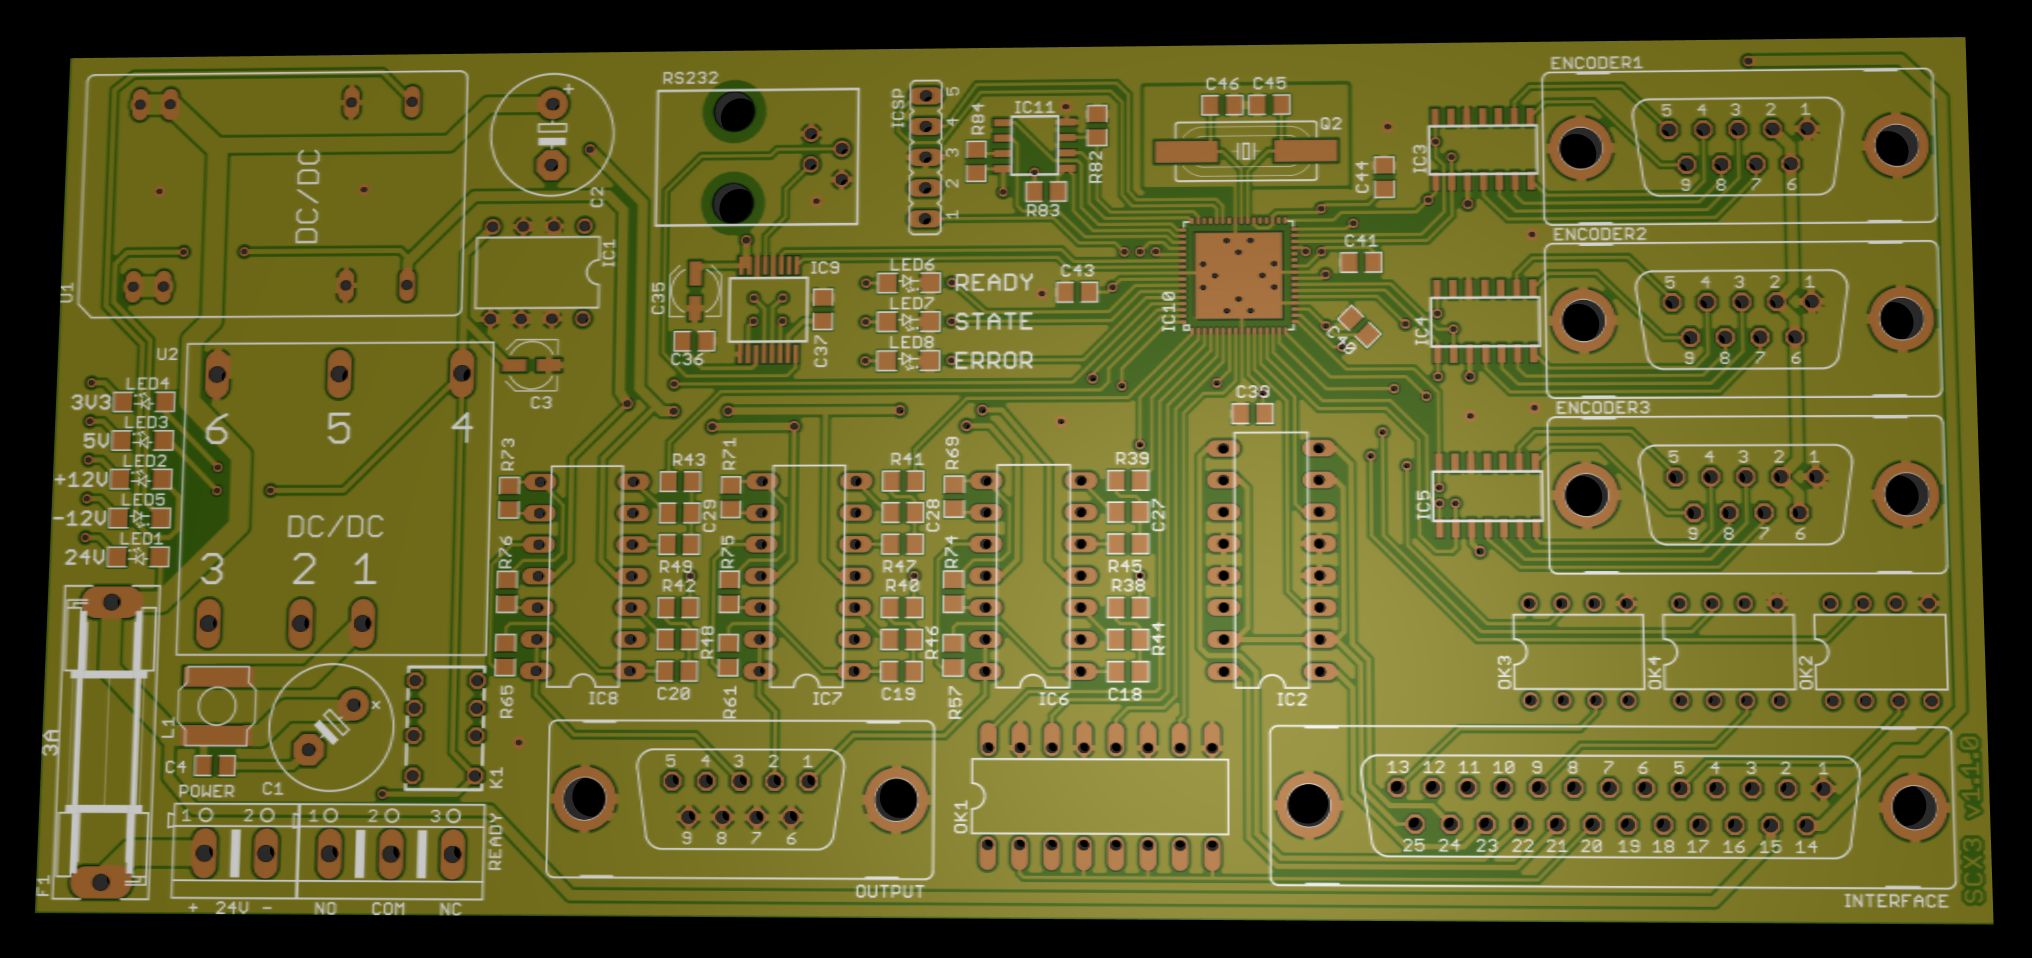 ENCODER1
RS232
C46 C45
ICSP
5
4
3
2
1
R84
IC11
R82
R83
Q2
C44
IC3
5 4 3 2 1
9 8 7 6
+
C2
DC/DC
U1
IC1
ENCODER2
C41
IC10
C43
IC9
C35
C36
C37
LED6 READY
LED7 STATE
LED8 ERROR
IC4
5 4 3 2 1
9 8 7 6
C39
C3
U2
6 5 4
DC/DC
3 2 1
LED4
3V3
LED3
5V
LED2
+12V
LED5
-12V
LED1
24V
ENCODER3
IC5
5 4 3 2 1
9 8 7 6
R73
R43
R71
R41
R69
R39
C29
C28
C27
R76
R75
R74
R49
R47
R45
R42
R40
R38
R48
R46
R44
C20
C19
C18
R65
IC8
R61
IC7
R57
IC6
IC2
OK3
OK4
OK2
3A
F1
L1
C4
POWER
C1
K1
1 2 1 2 3
READY
+ 24V - NO COM NC
5 4 3 2 1
9 8 7 6
OUTPUT
OK1
13 12 11 10 9 8 7 6 5 4 3 2 1
25 24 23 22 21 20 19 18 17 16 15 14
INTERFACE
SCX3 v1.1.0